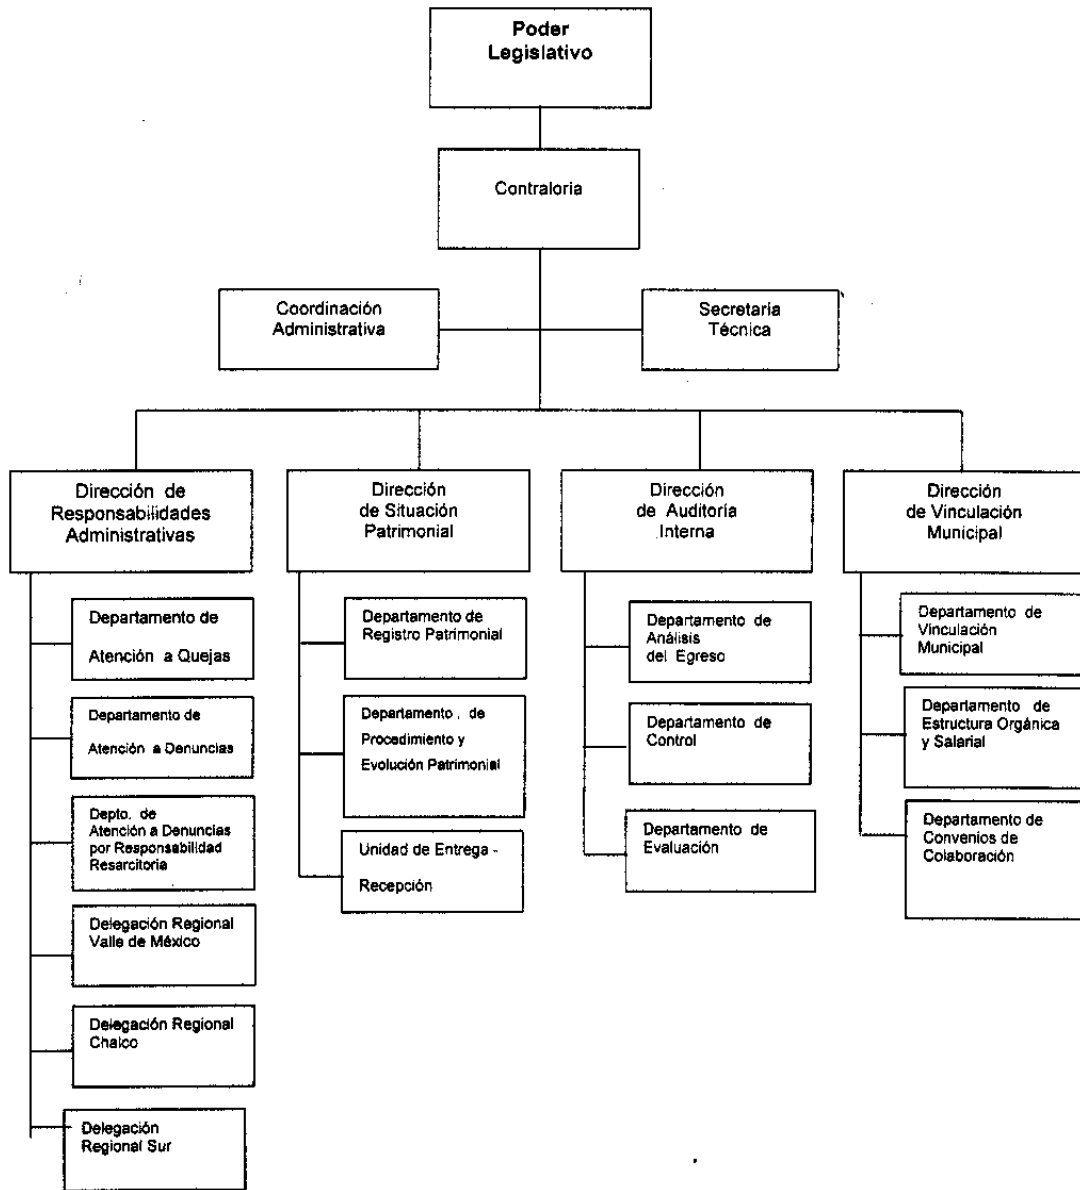 Poder
Legislativo
Contraloria
Coordinación
Administrativa
Secretaría
Técnica
Dirección de
Responsabilidades
Administrativas
Departamento de
Atención a Quejas
Departamento de
Atención a Denuncias
Depto. de
Atención a Denuncias
por Responsabilidad
Resarcitoria
Delegación Regional
Valle de México
Delegación Regional
Chalco
Delegación
Regional Sur
Dirección
de Situación
Patrimonial
Departamento de
Registro Patrimonial
Departamento . de
Procedimiento y
Evolución Patrimonial
Unidad de Entrega -
Recepción
Dirección
de Auditoría
Interna
Departamento de
Análisis
del Egreso
Departamento de
Control
Departamento de
Evaluación
Dirección
de Vinculación
Municipal
Departamento de
Vinculación
Municipal
Departamento de
Estructura Orgánica
y Salarial
Departamento de
Convenios de
Colaboración